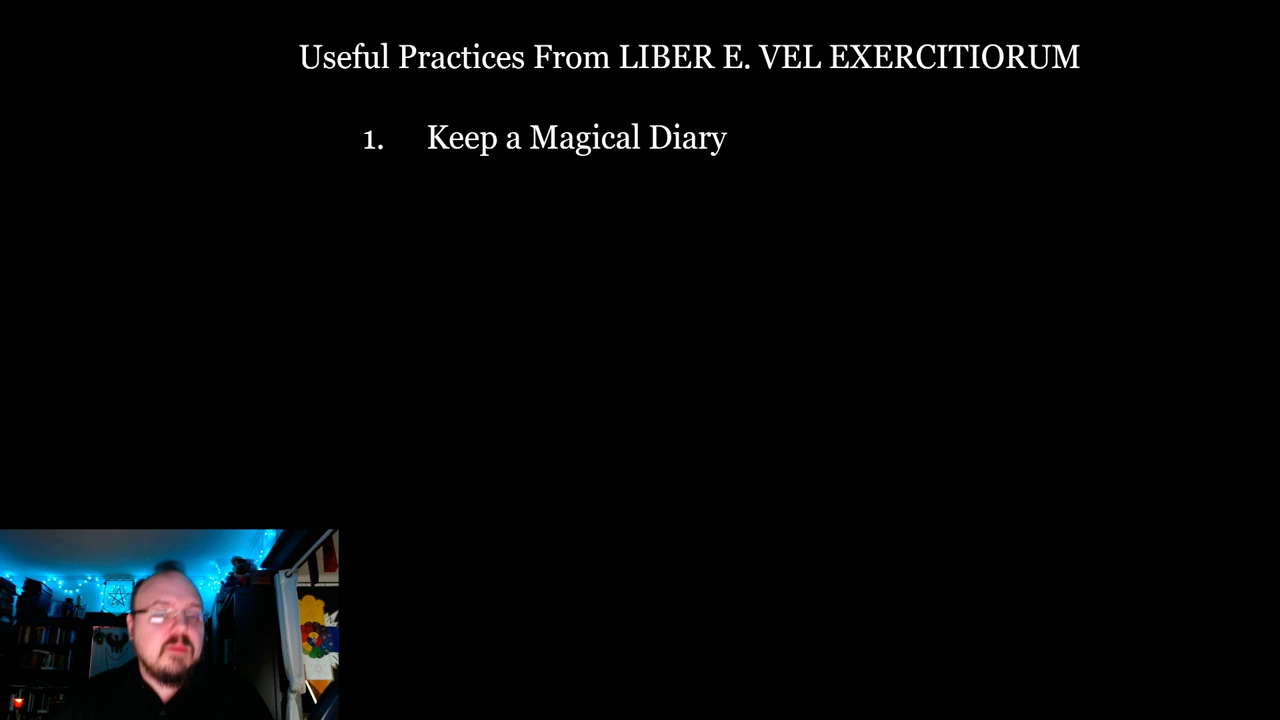 Useful Practices From LIBER E. VEL EXERCITIORUM
1. Keep a Magical Diary